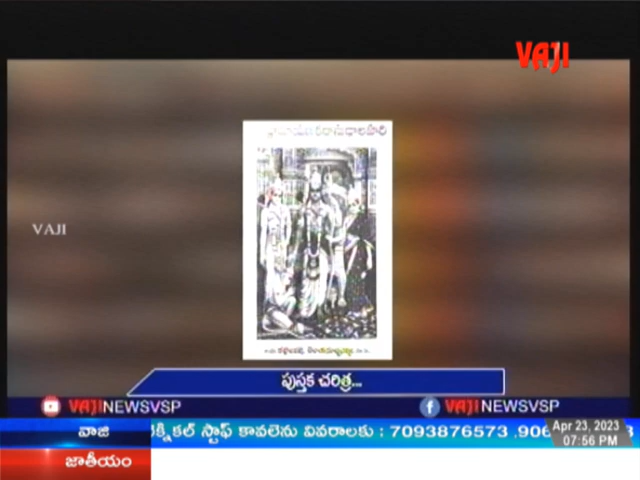 VAJI
VAJI
పుస్తక చరిత్ర...
VAJINEWSVSP
VAJINEWSVSP
వాజి
క్నికల్ స్టాఫ్ కావలెను వివరాలకు : 7093876573 ,906
Apr 23, 2023
07:56 PM
జాతీయం